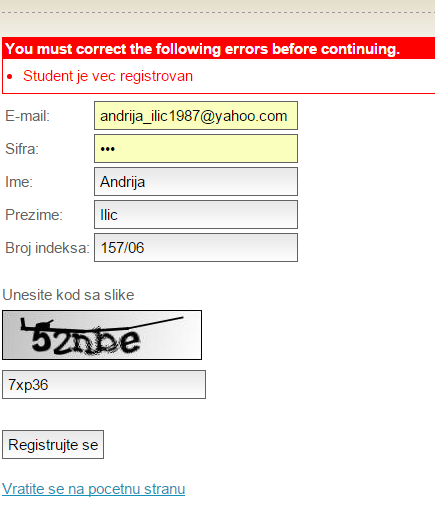 You must correct the following errors before continuing.
• Student je vec registrovan
E-mail: andrija_ilic1987@yahoo.com
Sifra: •••
Ime: Andrija
Prezime: Ilic
Broj indeksa: 157/06
Unesite kod sa slike
52nbe
7xp36
Registrujte se
Vratite se na pocetnu stranu